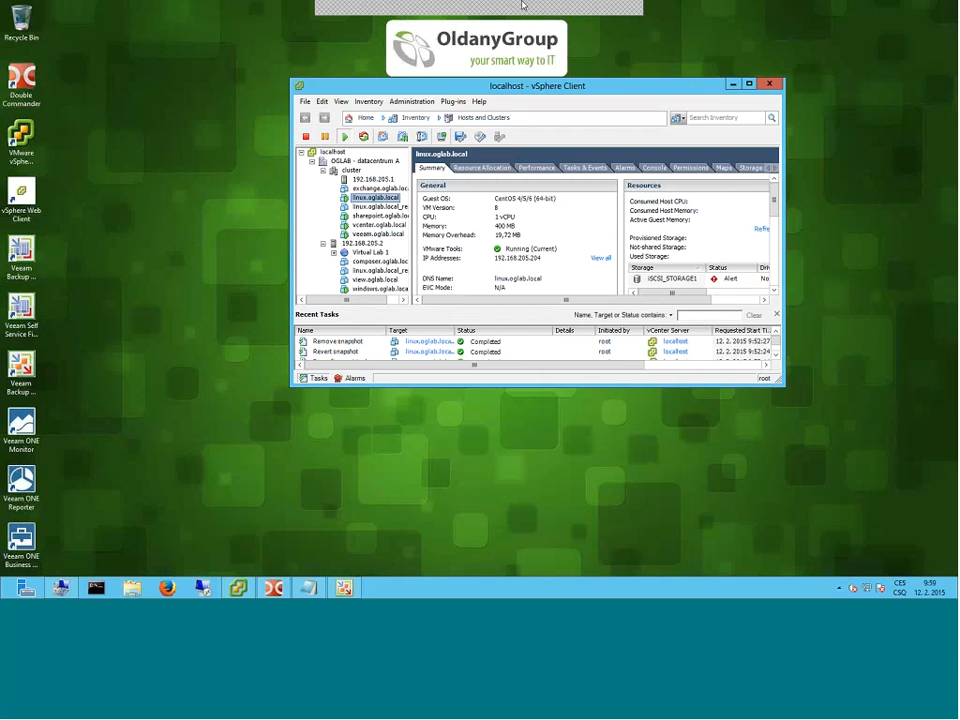 Recycle Bin
Double
Commander
VMware
vSphe...
vSphere Web
Client
Veeam
Backup ...
Veeam Self
Service Fi...
Veeam
Backup ...
Veeam ONE
Monitor
Veeam ONE
Reporter
Veeam ONE
Business ...
OldanyGroup
your smart way to IT
localhost - vSphere Client
File Edit View Inventory Administration Plug-ins Help
Home Inventory Hosts and Clusters Search Inventory
localhost
OGLAB - datacentrum A
cluster
192.168.205.1
exchange.oglab.loc
linux.oglab.local
linux.oglab.local_re
sharepoint.oglab.lo
vcenter.oglab.local
veeam.oglab.local
192.168.205.2
Virtual Lab 1
composer.oglab.loc
linux.oglab.local_re
view.oglab.local
windows.oglab.loca
linux.oglab.local
Summary Resource Allocation Performance Tasks & Events Alarms Console Permissions Maps Storage
General
Guest OS: CentOS 4/5/6 (64-bit)
VM Version: 8
CPU: 1 vCPU
Memory: 400 MB
Memory Overhead: 19,72 MB
VMware Tools: Running (Current)
IP Addresses: 192.168.205.204 View all
DNS Name: linux.oglab.local
EVC Mode: N/A
Resources
Consumed Host CPU:
Consumed Host Memory:
Active Guest Memory:
Refre
Provisioned Storage:
Not-shared Storage:
Used Storage:
Storage Status Dri
iSCSI_STORAGE1 Alert No
Recent Tasks
Name, Target or Status contains: Clear
Name Target Status Details Initiated by vCenter Server Requested Start Ti...
Remove snapshot linux.oglab.loca... Completed root localhost 12. 2. 2015 9:52:27
Revert snapshot linux.oglab.loca... Completed root localhost 12. 2. 2015 9:52:24
Tasks Alarms root
CES 9:59
CSQ 12. 2. 2015